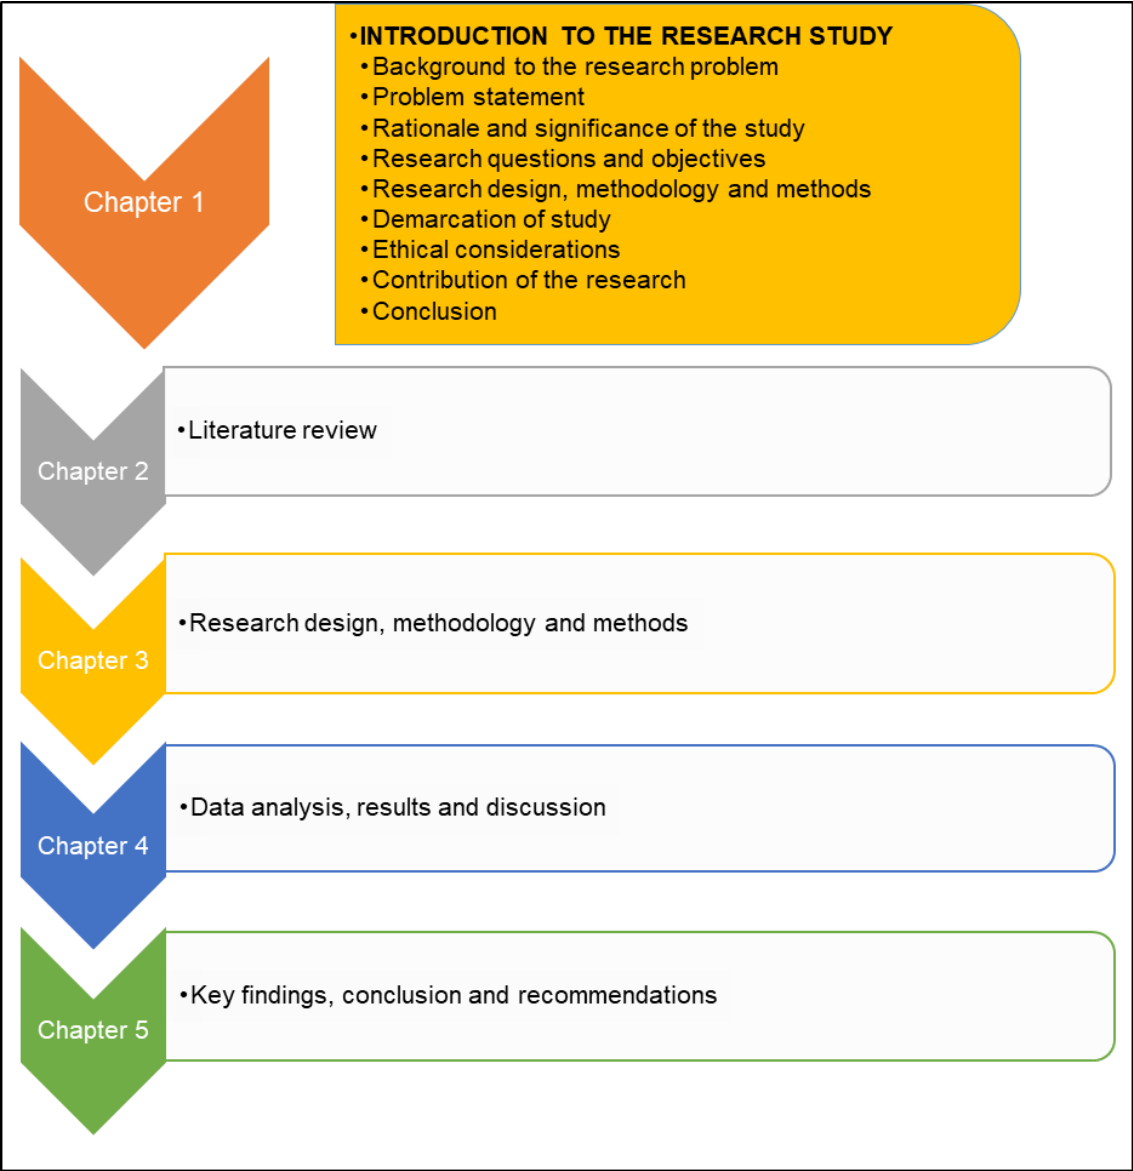 •INTRODUCTION TO THE RESEARCH STUDY
•Background to the research problem
•Problem statement
•Rationale and significance of the study
•Research questions and objectives
•Research design, methodology and methods
•Demarcation of study
•Ethical considerations
•Contribution of the research
•Conclusion
Chapter 1
•Literature review
Chapter 2
•Research design, methodology and methods
Chapter 3
•Data analysis, results and discussion
Chapter 4
•Key findings, conclusion and recommendations
Chapter 5